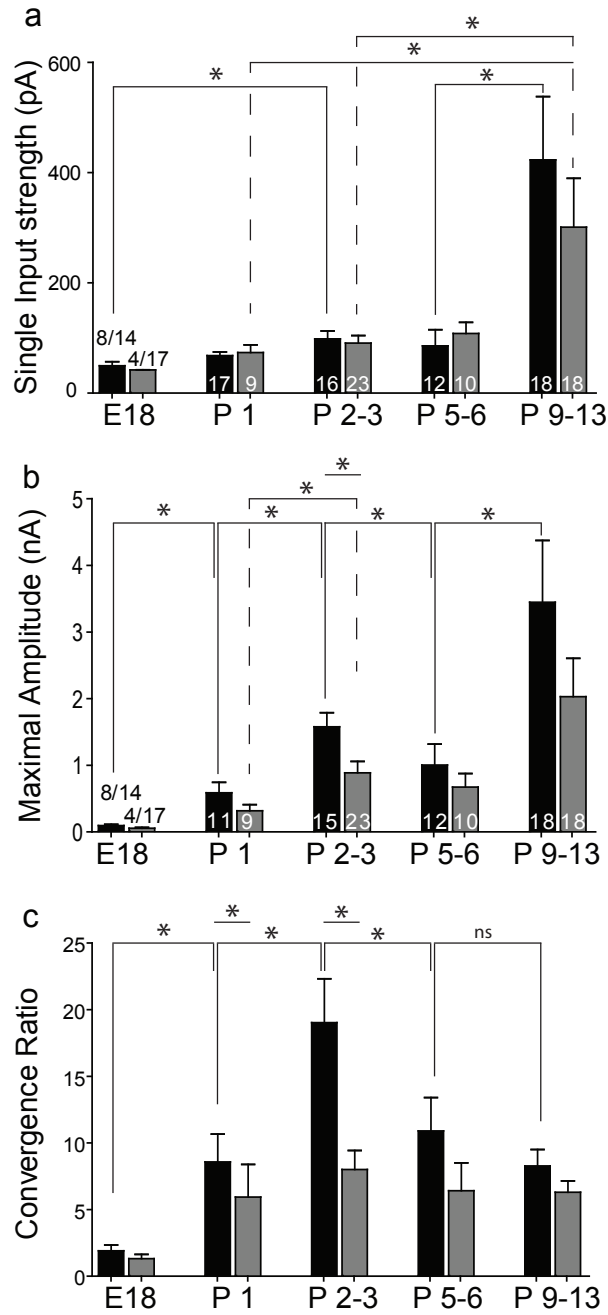 a
* 
*
* *
600
400
200
0
Single Input strength (pA)
8/14 4/17 17 9 16 23 12 10 18 18
E18 P 1 P 2-3 P 5-6 P 9-13
b
*
*
* * * *
5
4
3
2
1
0
Maximal Amplitude (nA)
8/14 4/17 11 9 15 23 12 10 18 18
E18 P 1 P 2-3 P 5-6 P 9-13
c
* *
* * * ns
25
20
15
10
5
0
Convergence Ratio
E18 P 1 P 2-3 P 5-6 P 9-13